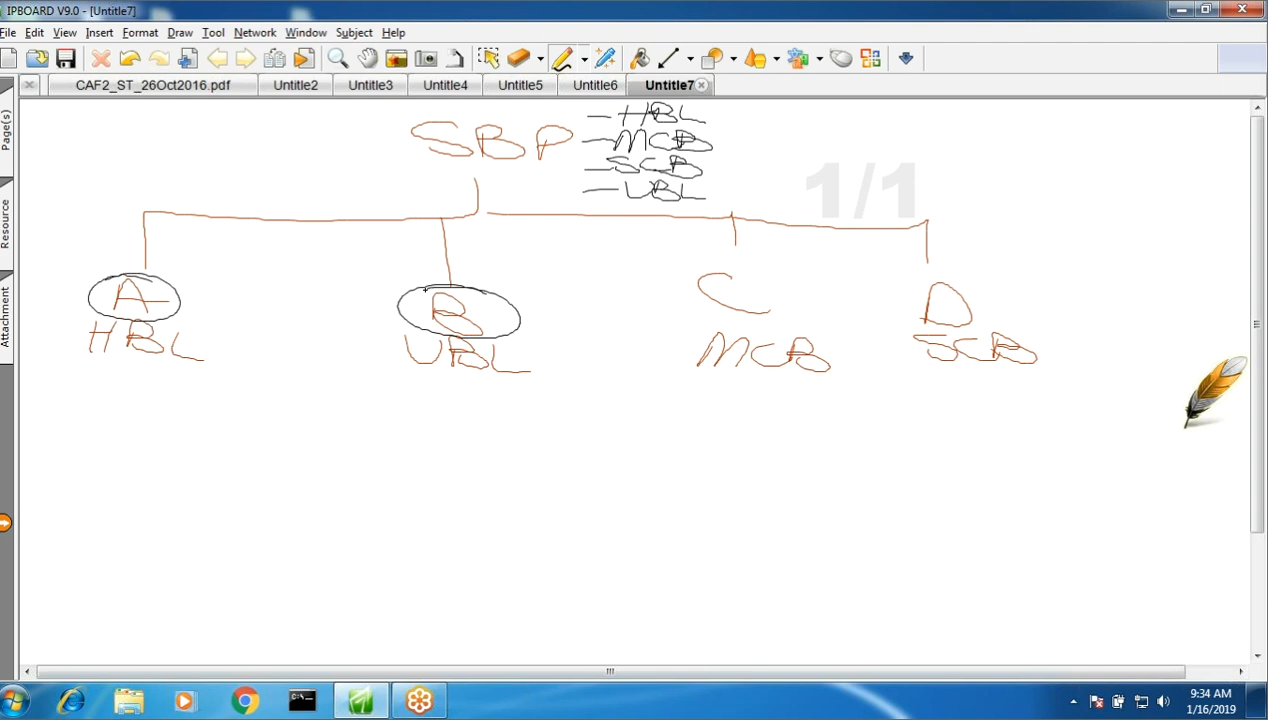 IPBOARD V9.0 - [Untitle7]
File Edit View Insert Format Draw Tool Network Window Subject Help
CAF2_ST_26Oct2016.pdf Untitle2 Untitle3 Untitle4 Untitle5 Untitle6 Untitle7
Page(s)
Resource
Attachment
1/1
SBP
- HBL
- MCB
- SCB
- UBL
A B C D
HBL UBL MCB SCB
9:34 AM
1/16/2019